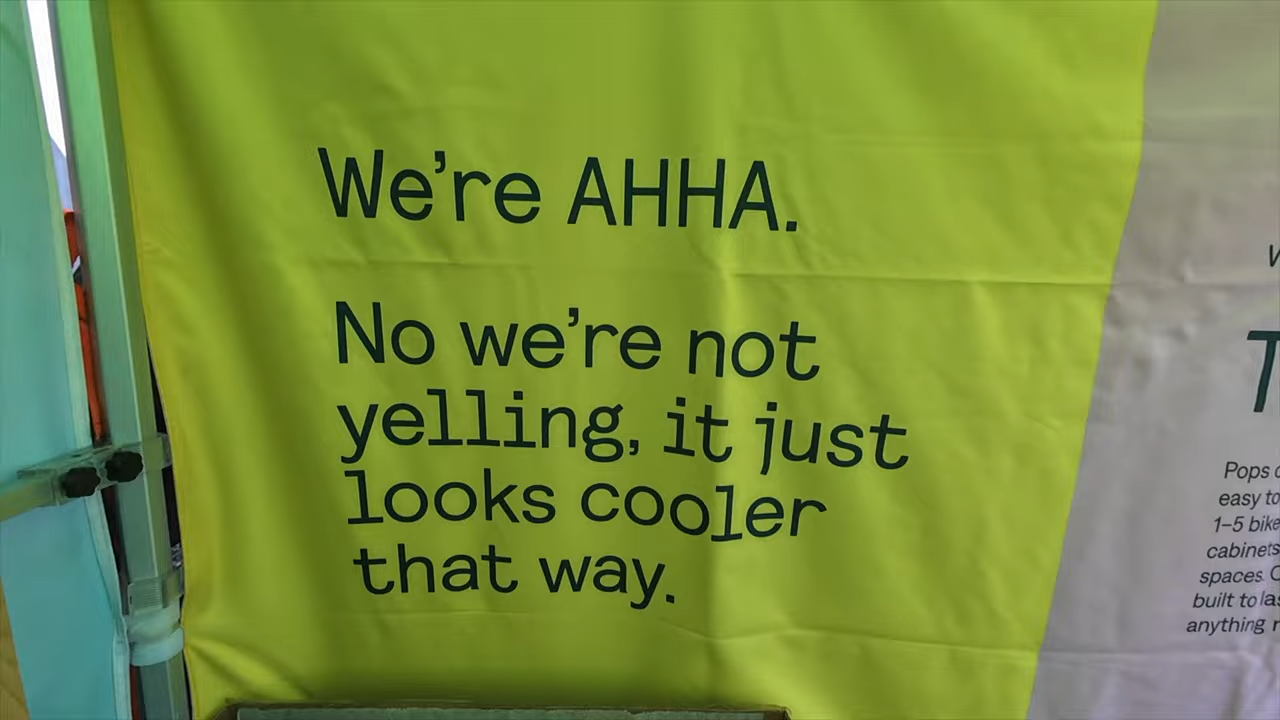 We're AHHA.
No we're not
yelling, it just
looks cooler
that way.
Pops
easy to
1–5 bike
cabinets
spaces.
built to
anything